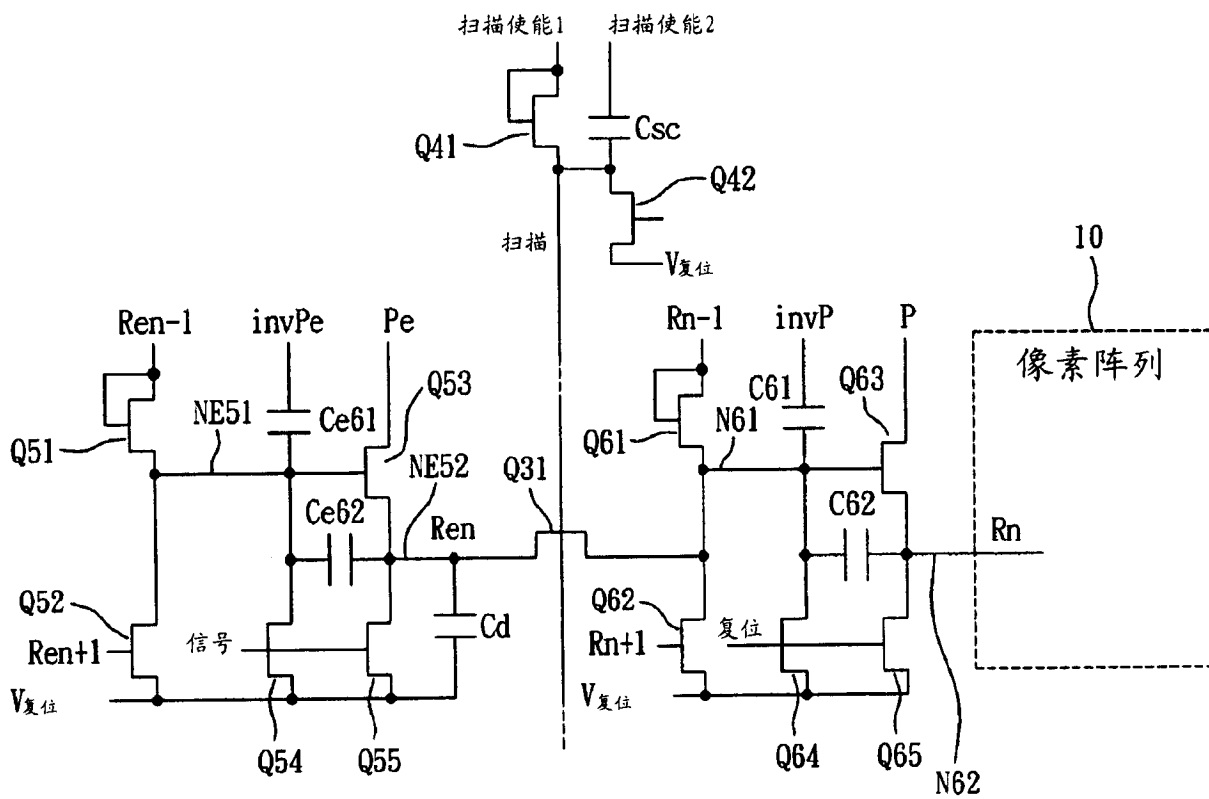 扫描使能1
扫描使能2
Csc
Q41
Q42
扫描
V复位
10
Ren-1
invPe
Pe
Rn-1
invP
P
像素阵列
Q53
C61
Q63
NE51
Ce61
N61
Q51
Q61
NE52
Q31
Ce62
C62
Ren
Rn
Q52
Q62
Cd
信号
复位
Ren+1
Rn+1
V复位
V复位
Q54
Q55
Q64
Q65
N62